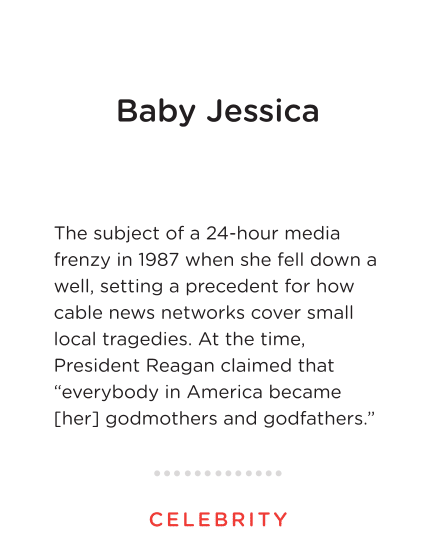 Baby Jessica
The subject of a 24-hour media
frenzy in 1987 when she fell down a
well, setting a precedent for how
cable news networks cover small
local tragedies. At the time,
President Reagan claimed that
“everybody in America became
[her] godmothers and godfathers.”
CELEBRITY